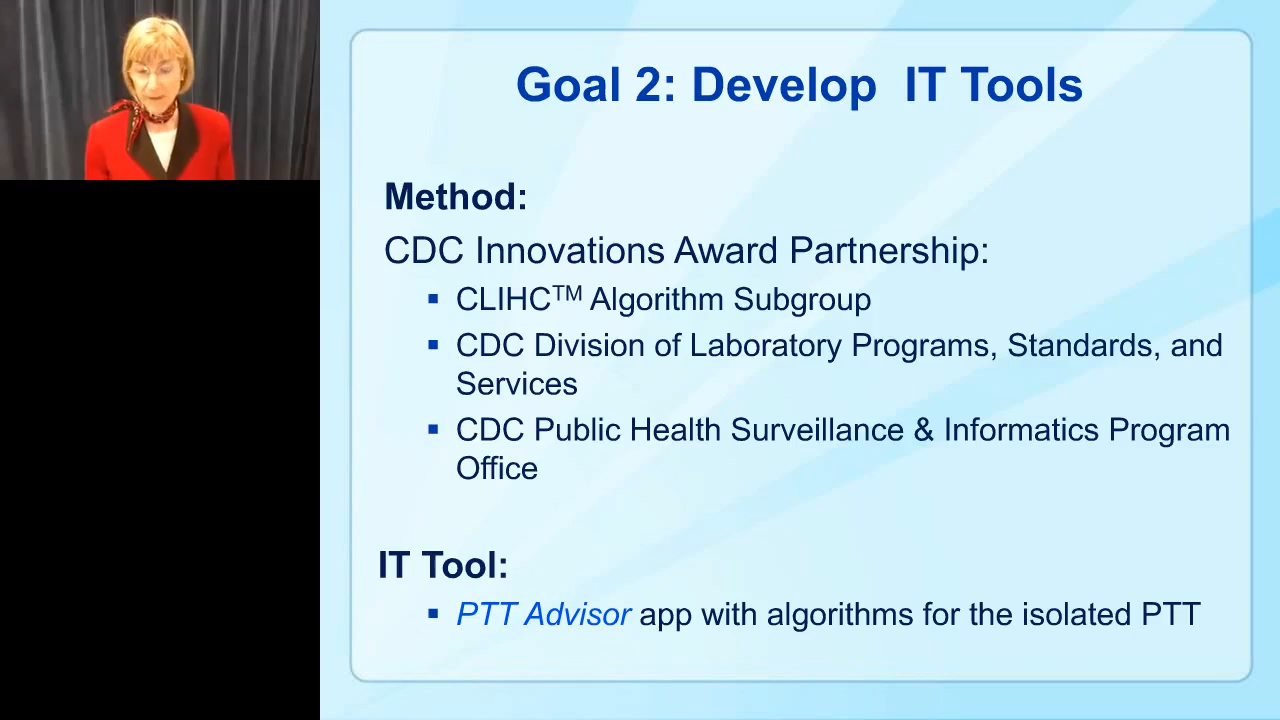 Goal 2: Develop  IT Tools
Method:
CDC Innovations Award Partnership:
▪ CLIHC™ Algorithm Subgroup
▪ CDC Division of Laboratory Programs, Standards, and
Services
▪ CDC Public Health Surveillance & Informatics Program
Office
IT Tool:
▪ PTT Advisor app with algorithms for the isolated PTT